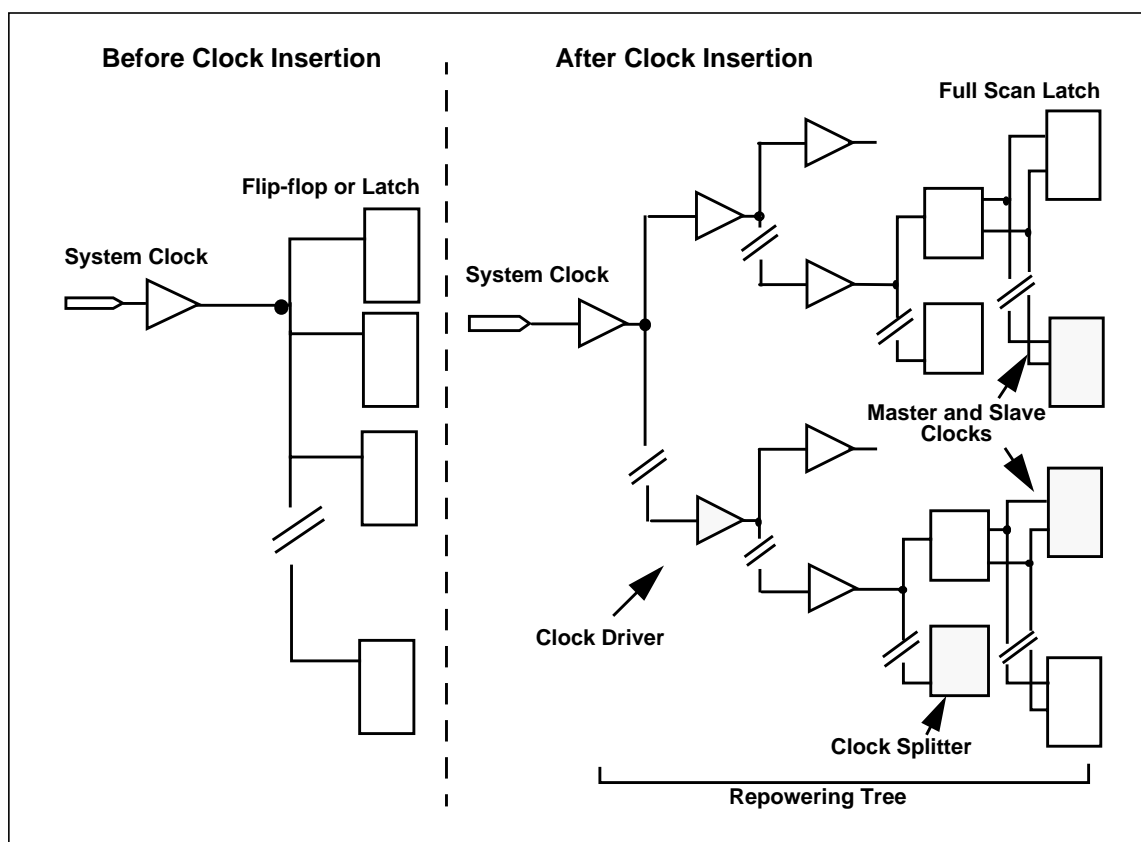 Before Clock Insertion
After Clock Insertion
Full Scan Latch
Flip-flop or Latch
System Clock
System Clock
Master and Slave
Clocks
Clock Driver
Clock Splitter
Repowering Tree